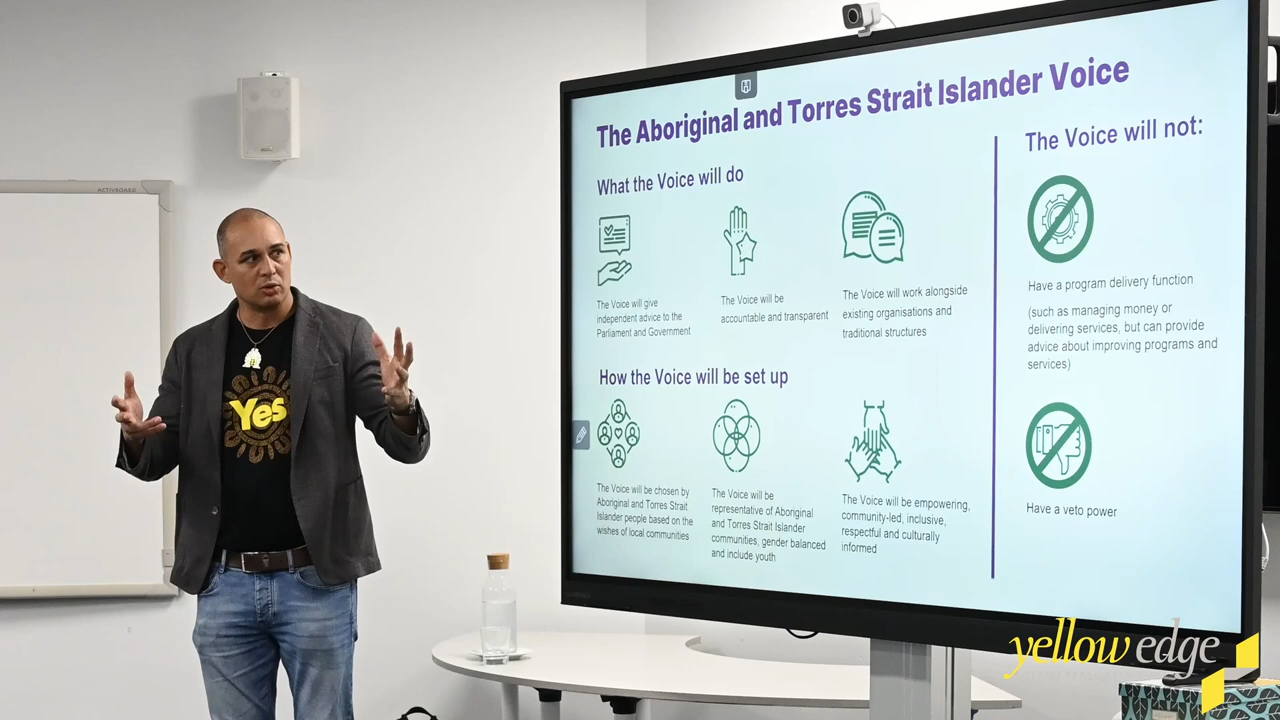 ACTIVBOARD
Yes
The Aboriginal and Torres Strait Islander Voice
What the Voice will do
The Voice will give
independent advice to the
Parliament and Government
The Voice will be
accountable and transparent
The Voice will work alongside
existing organisations and
traditional structures
How the Voice will be set up
The Voice will be chosen by
Aboriginal and Torres Strait
Islander people based on the
wishes of local communities
The Voice will be
representative of Aboriginal
and Torres Strait Islander
communities, gender balanced
and include youth
The Voice will be empowering,
community-led, inclusive,
respectful and culturally
informed
The Voice will not:
Have a program delivery function
(such as managing money or
delivering services, but can provide
advice about improving programs and
services)
Have a veto power
yellow edge